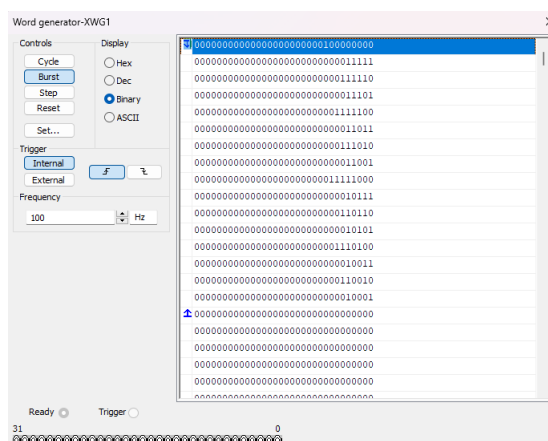 Word generator-XWG1
Controls
Cycle
Burst
Step
Reset
Set...
Display
Hex
Dec
Binary
ASCII
Trigger
Internal
External
Frequency
100 Hz
00000000000000000000000100000000
00000000000000000000000000011111
00000000000000000000000000111110
00000000000000000000000000011101
00000000000000000000000001111100
00000000000000000000000000011011
00000000000000000000000000111010
00000000000000000000000000011001
00000000000000000000000011111000
00000000000000000000000000010111
00000000000000000000000000110110
00000000000000000000000000010101
00000000000000000000000001110100
00000000000000000000000000010011
00000000000000000000000000110010
00000000000000000000000000010001
00000000000000000000000000000000
00000000000000000000000000000000
00000000000000000000000000000000
00000000000000000000000000000000
00000000000000000000000000000000
Ready
Trigger
31 0